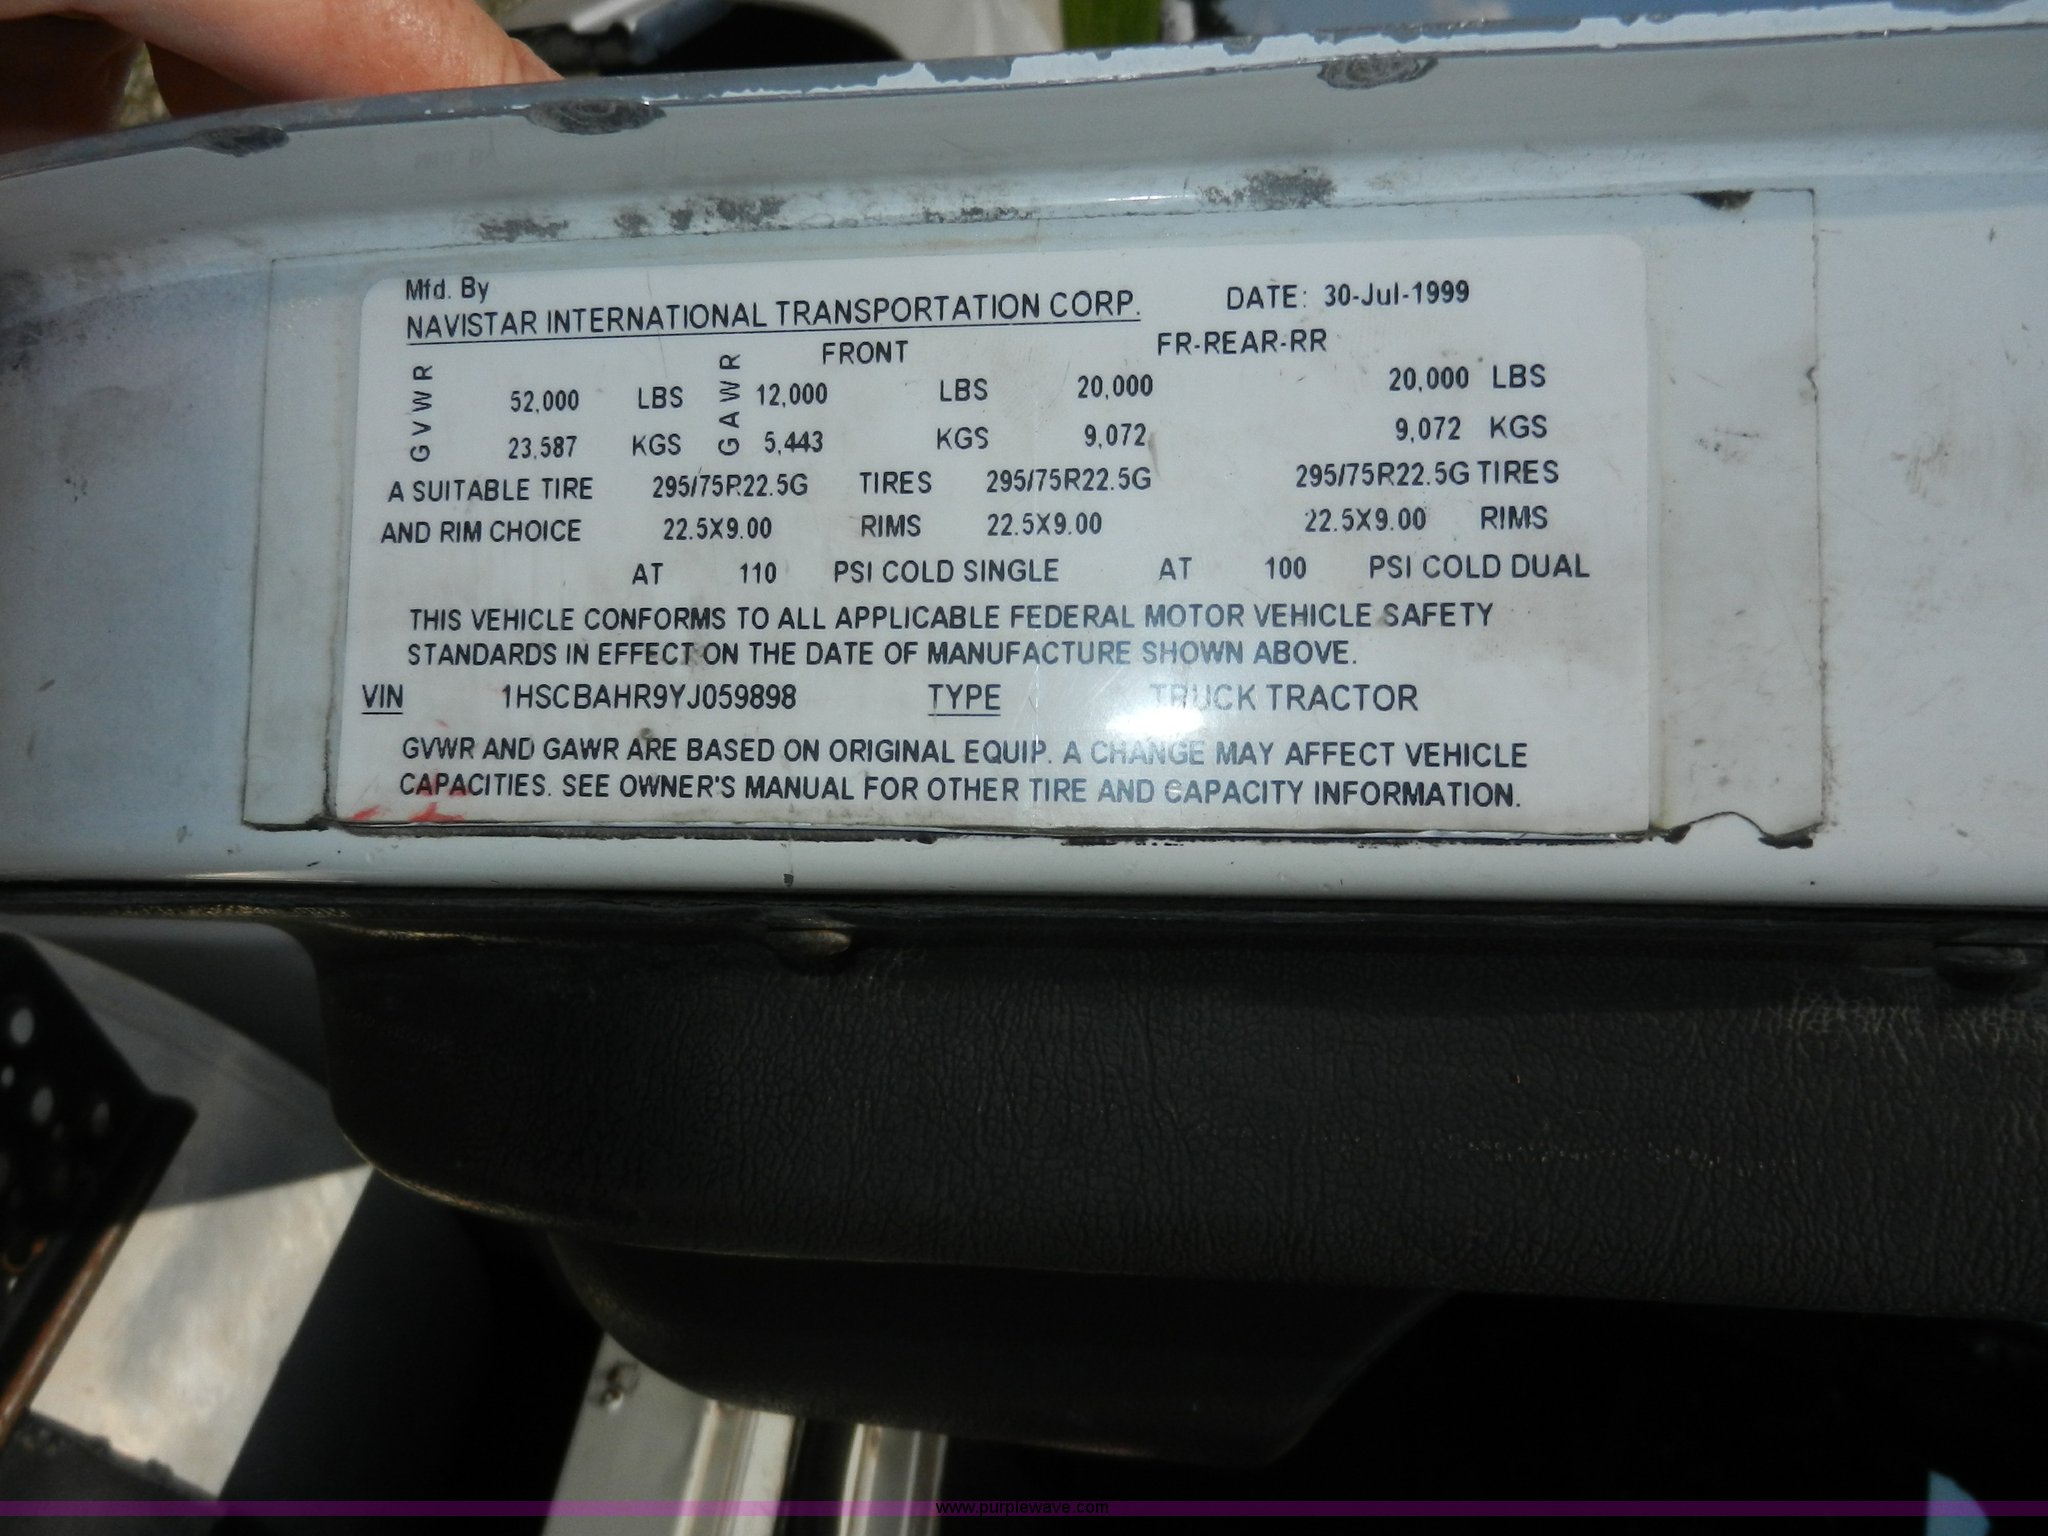 Mfd. By
NAVISTAR INTERNATIONAL TRANSPORTATION CORP. DATE: 30-Jul-1999
FRONT FR-REAR-RR
GVWR 52,000 LBS GAWR 12,000 LBS 20,000 20,000 LBS
23,587 KGS 5,443 KGS 9,072 9,072 KGS
A SUITABLE TIRE 295/75R22.5G TIRES 295/75R22.5G 295/75R22.5G TIRES
AND RIM CHOICE 22.5X9.00 RIMS 22.5X9.00 22.5X9.00 RIMS
AT 110 PSI COLD SINGLE AT 100 PSI COLD DUAL
THIS VEHICLE CONFORMS TO ALL APPLICABLE FEDERAL MOTOR VEHICLE SAFETY
STANDARDS IN EFFECT ON THE DATE OF MANUFACTURE SHOWN ABOVE.
VIN 1HSCBAHR9YJ059898 TYPE TRUCK TRACTOR
GVWR AND GAWR ARE BASED ON ORIGINAL EQUIP. A CHANGE MAY AFFECT VEHICLE
CAPACITIES. SEE OWNER'S MANUAL FOR OTHER TIRE AND CAPACITY INFORMATION.
www.purplewave.com